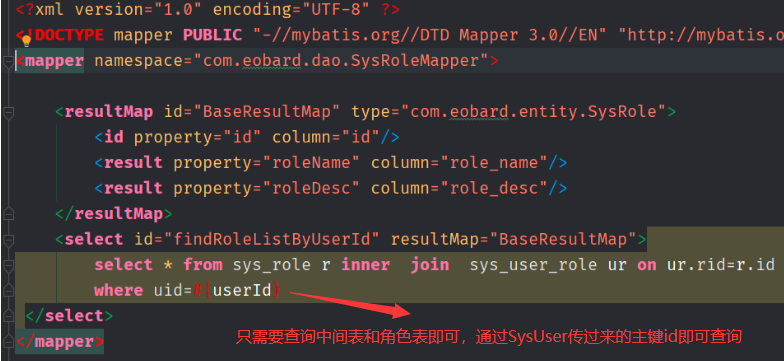 <?xml version="1.0" encoding="UTF-8" ?>
<!DOCTYPE mapper PUBLIC "-//mybatis.org//DTD Mapper 3.0//EN" "http://mybatis.o
<mapper namespace="com.eobard.dao.SysRoleMapper">
<resultMap id="BaseResultMap" type="com.eobard.entity.SysRole">
<id property="id" column="id"/>
<result property="roleName" column="role_name"/>
<result property="roleDesc" column="role_desc"/>
</resultMap>
<select id="findRoleListByUserId" resultMap="BaseResultMap">
select * from sys_role r inner  join  sys_user_role ur on ur.rid=r.id
where uid=#{userId}
</select>
只需要查询中间表和角色表即可，通过SysUser传过来的主键id即可查询
</mapper>